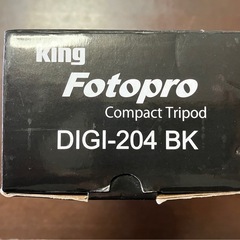 King
Fotopro
Compact Tripod
DIGI-204 BK